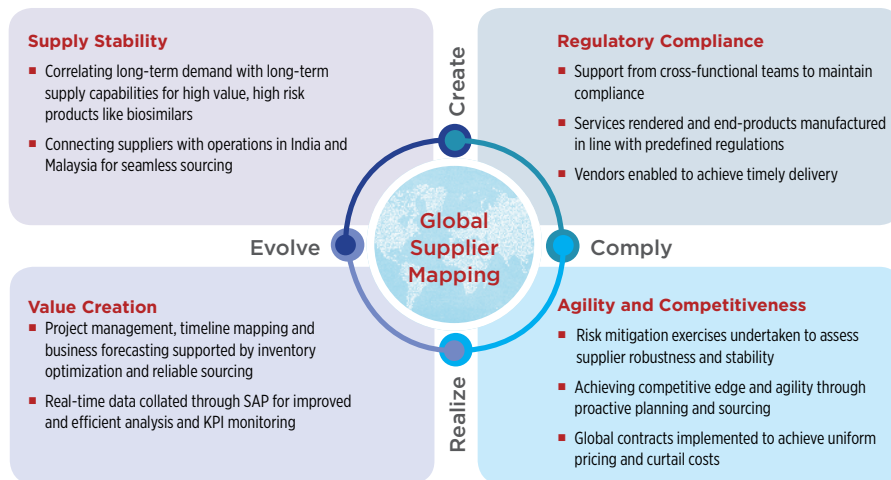 Supply Stability
Correlating long-term demand with long-term
supply capabilities for high value, high risk
products like biosimilars
Connecting suppliers with operations in India and
Malaysia for seamless sourcing
Create
Regulatory Compliance
Support from cross-functional teams to maintain
compliance
Services rendered and end-products manufactured
in line with predefined regulations
Vendors enabled to achieve timely delivery
Evolve
Global
Supplier
Mapping
Comply
Value Creation
Project management, timeline mapping and
business forecasting supported by inventory
optimization and reliable sourcing
Real-time data collated through SAP for improved
and efficient analysis and KPI monitoring
Realize
Agility and Competitiveness
Risk mitigation exercises undertaken to assess
supplier robustness and stability
Achieving competitive edge and agility through
proactive planning and sourcing
Global contracts implemented to achieve uniform
pricing and curtail costs